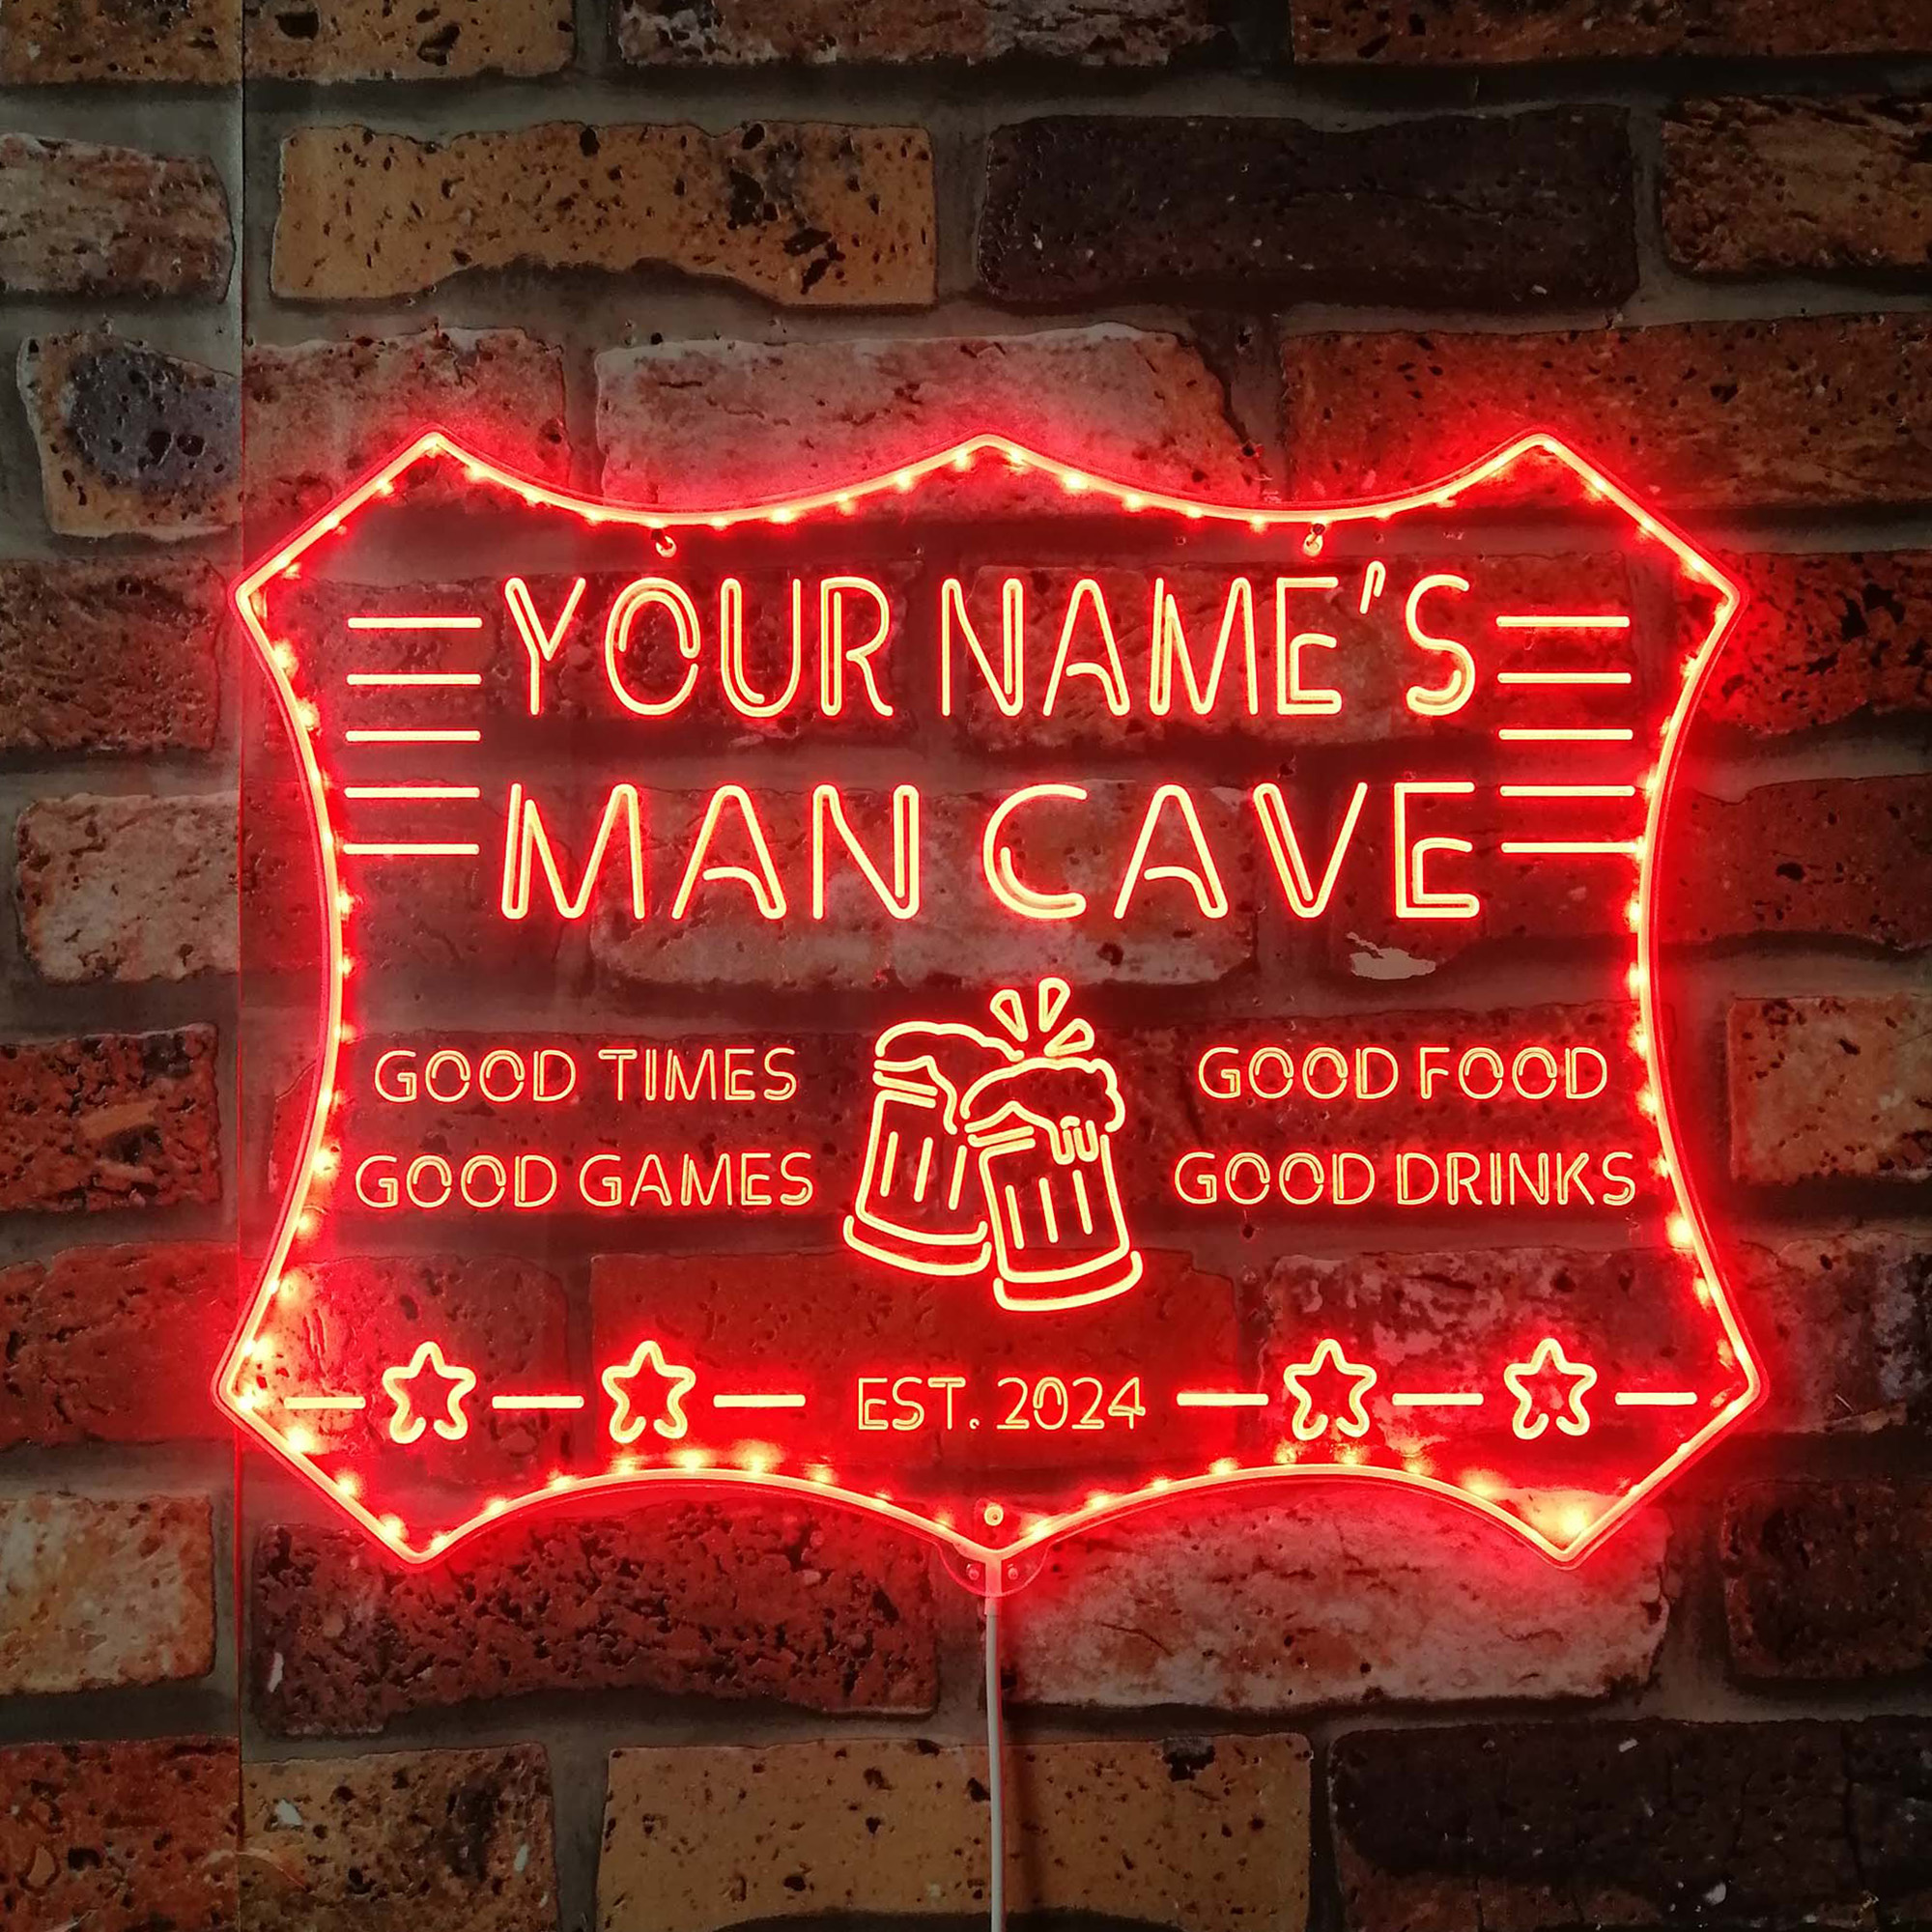 YOUR NAME'S
MAN CAVE
GOOD TIMES
GOOD GAMES
GOOD FOOD
GOOD DRINKS
EST. 2024